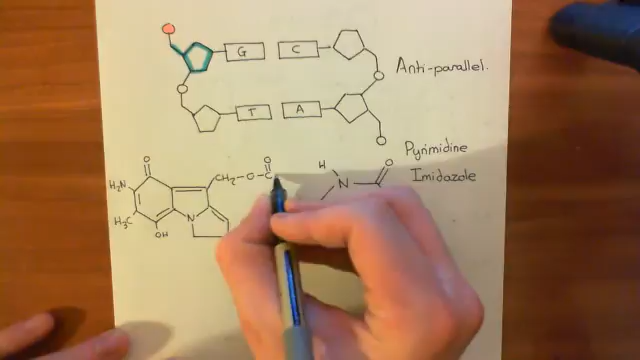 G C
Anti-parallel.
T A
Pyrimidine
Imidazole
O O H O
H₂N CH₂-O-C N
H₃C N
OH